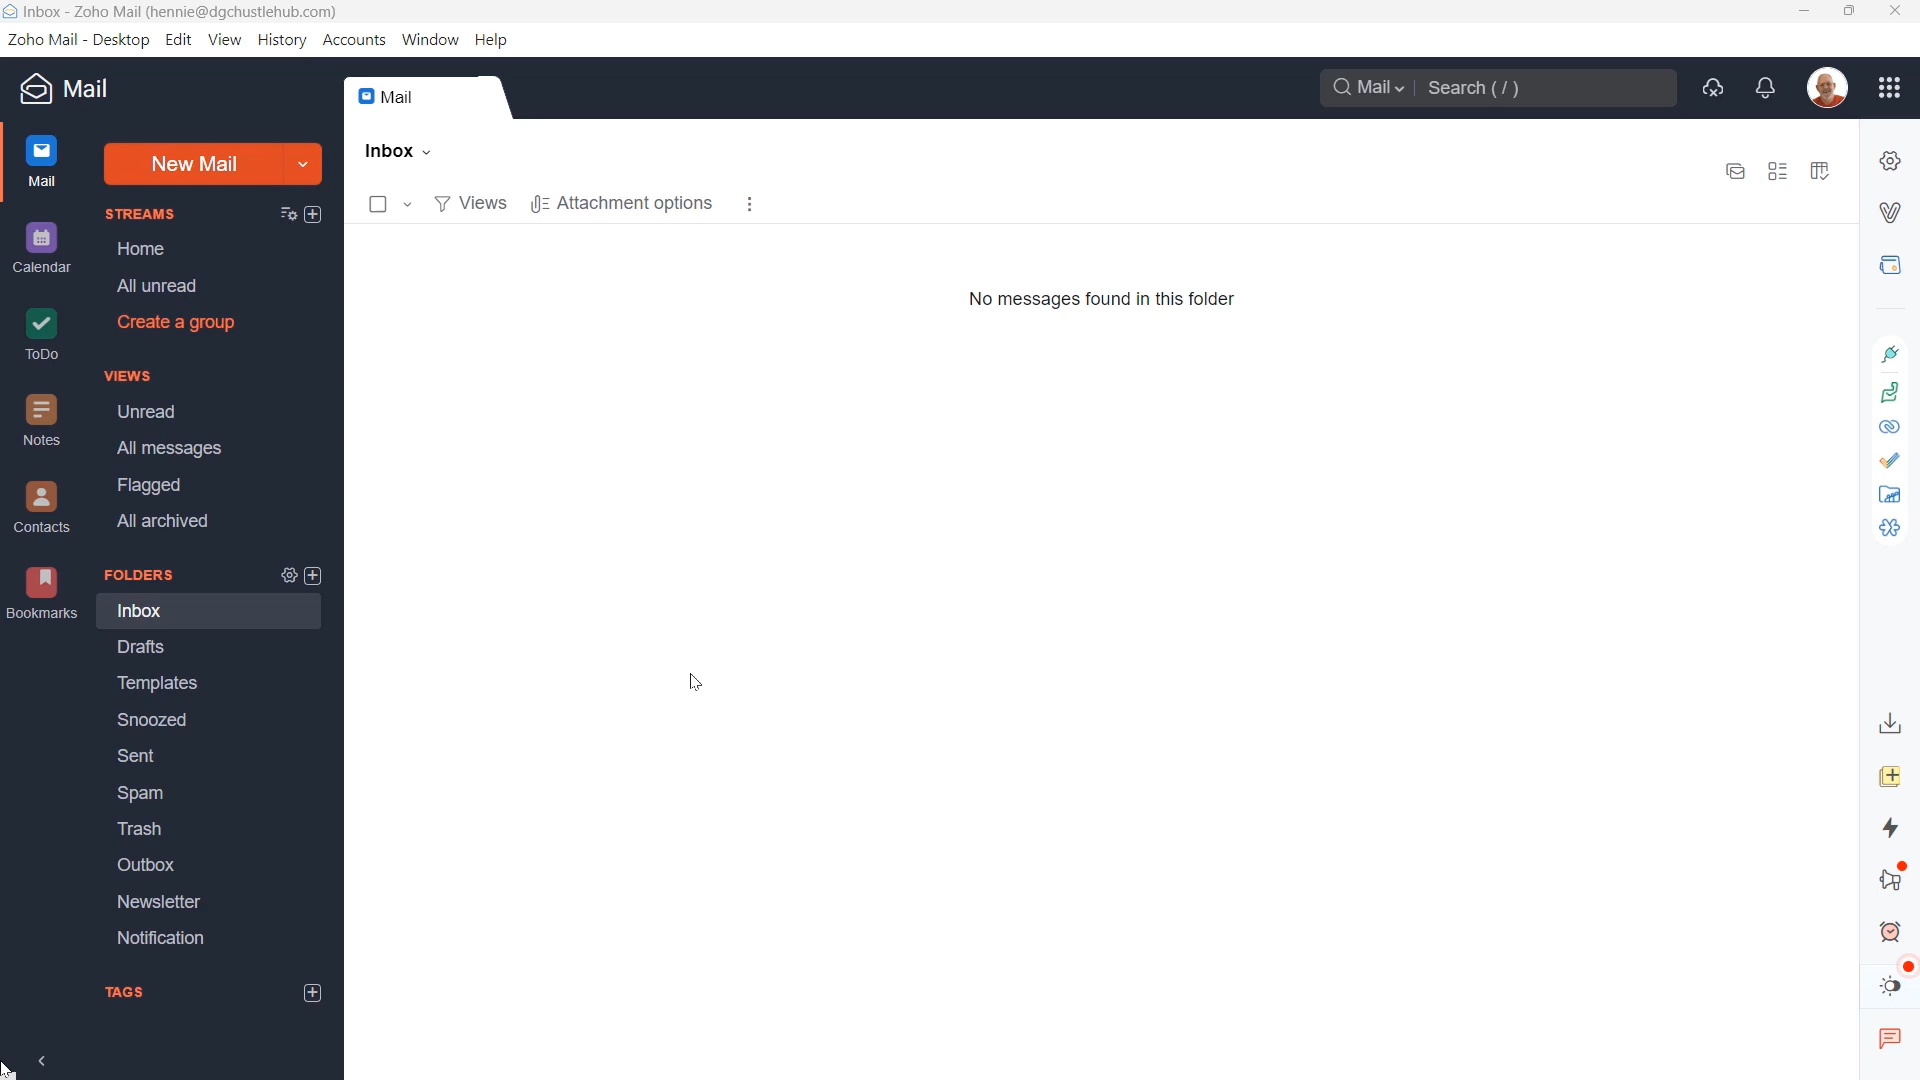 Inbox - Zoho Mail (hennie@dgchustlehub.com)
Zoho Mail - Desktop Edit View History Accounts Window Help
Mail
Mail
Mail Search ( / )
Inbox
Views Attachment options
No messages found in this folder
Mail
Calendar
ToDo
Notes
Contacts
Bookmarks
New Mail
STREAMS
Home
All unread
Create a group
VIEWS
Unread
All messages
Flagged
All archived
FOLDERS
Inbox
Drafts
Templates
Snoozed
Sent
Spam
Trash
Outbox
Newsletter
Notification
TAGS